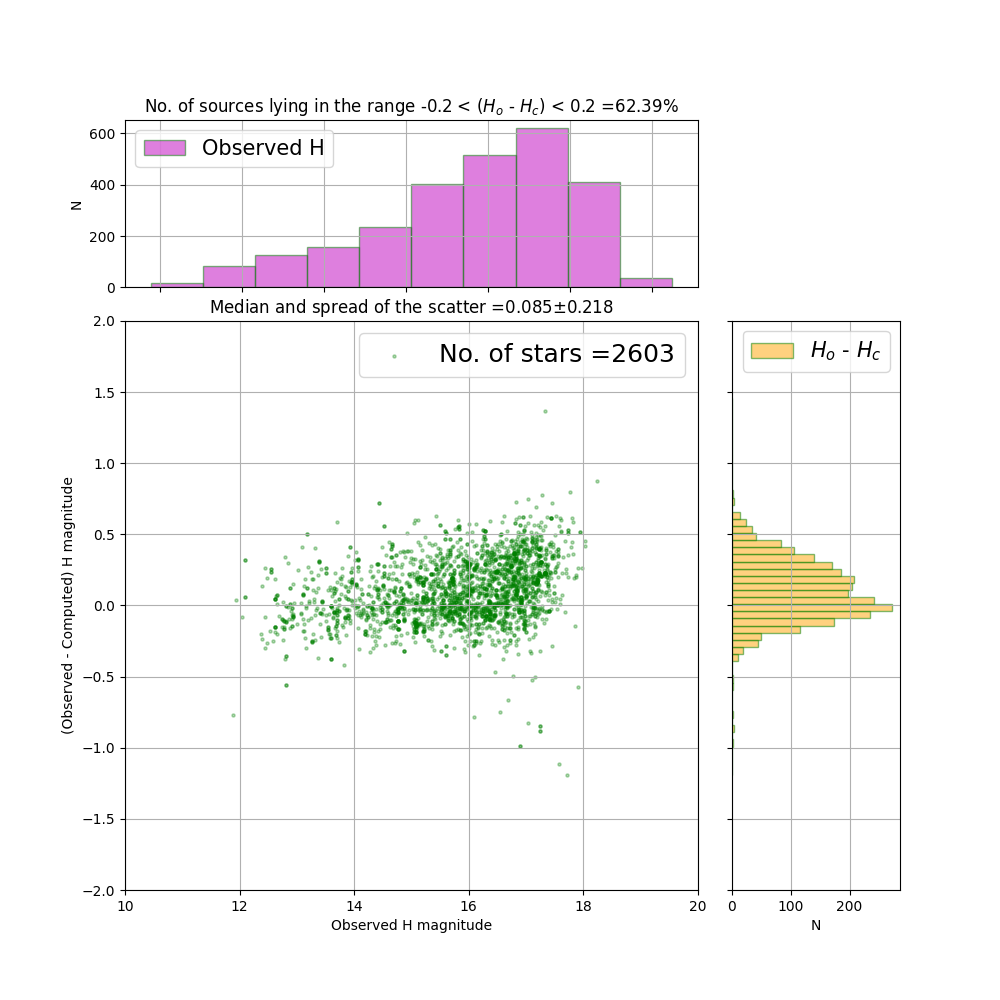 No. of sources lying in the range -0.2 < (Hₒ - H_c) < 0.2 =62.39%
600
400
200
0
N
Observed H
Median and spread of the scatter =0.085±0.218
2.0
1.5
1.0
0.5
0.0
−0.5
−1.0
−1.5
−2.0
(Observed - Computed) H magnitude
No. of stars =2603
10 12 14 16 18 20
Observed H magnitude
Hₒ - H_c
0 100 200
N